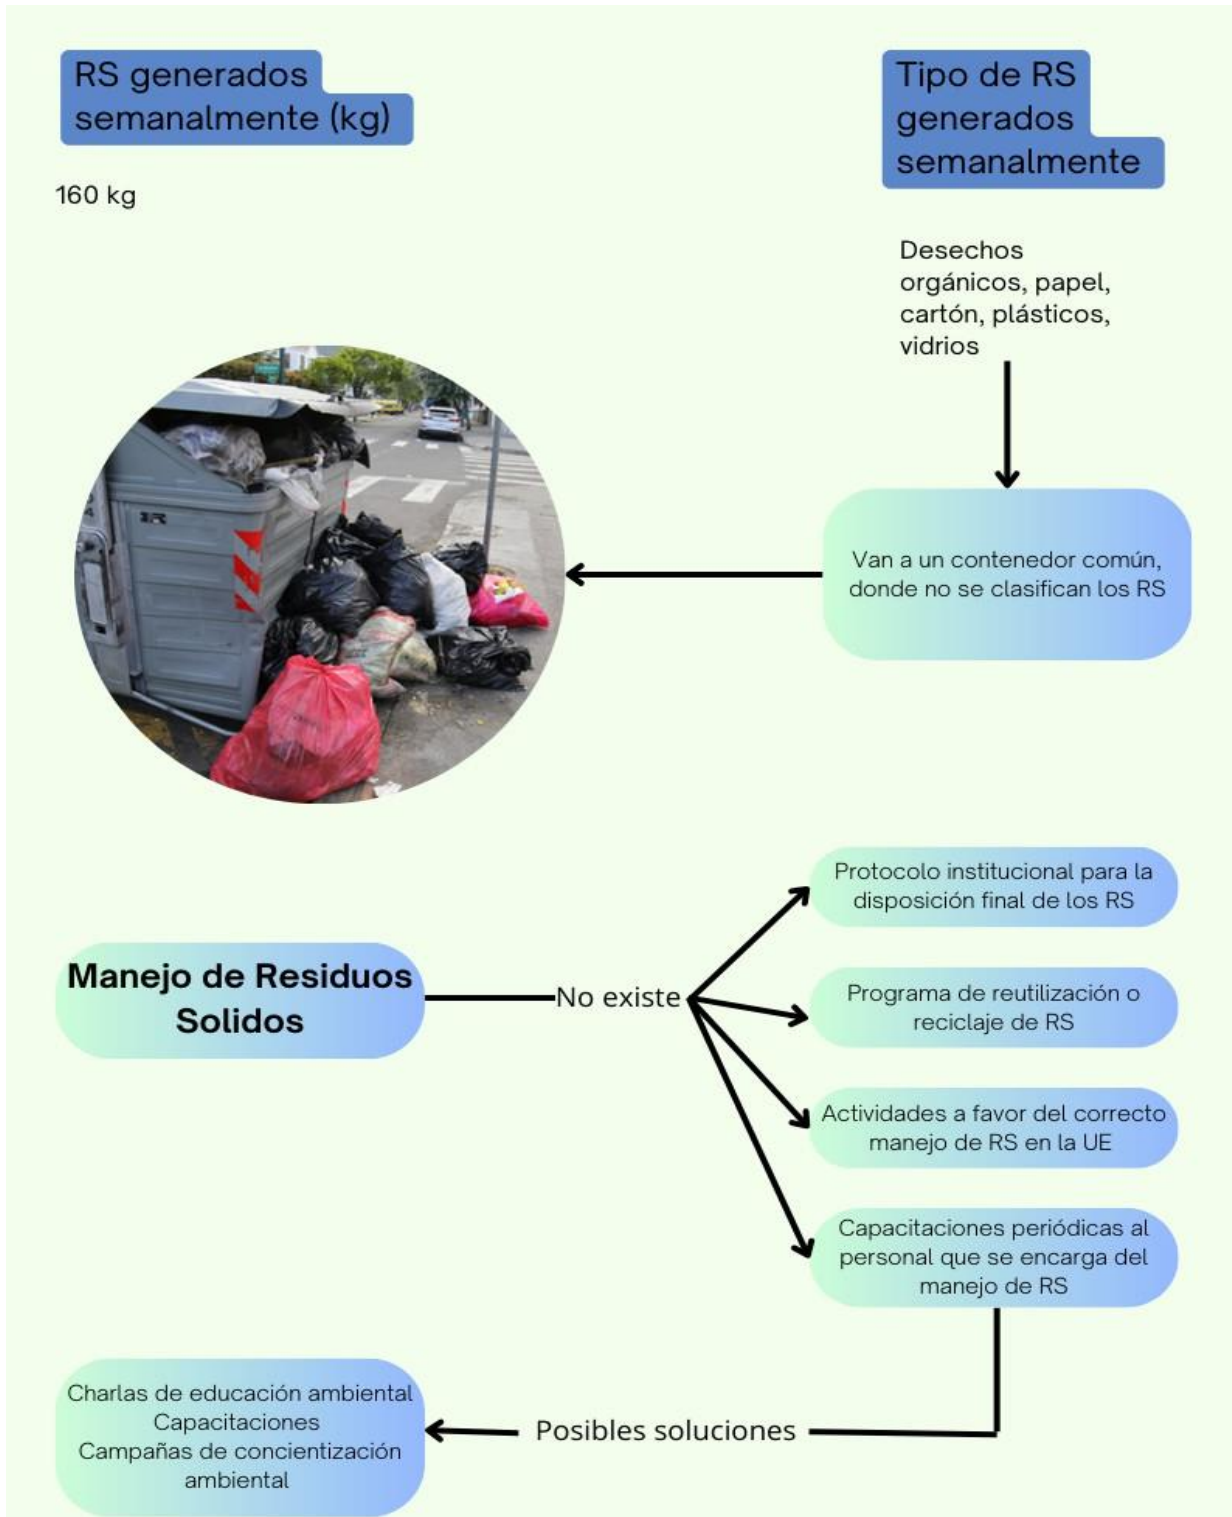 RS generados
semanalmente (kg)
160 kg
Tipo de RS
generados
semanalmente
Desechos
orgánicos, papel,
cartón, plásticos,
vidrios
Van a un contenedor común,
donde no se clasifican los RS
Manejo de Residuos
Solidos
No existe
Protocolo institucional para la
disposición final de los RS
Programa de reutilización o
reciclaje de RS
Actividades a favor del correcto
manejo de RS en la UE
Capacitaciones periódicas al
personal que se encarga del
manejo de RS
Posibles soluciones
Charlas de educación ambiental
Capacitaciones
Campañas de concientización
ambiental